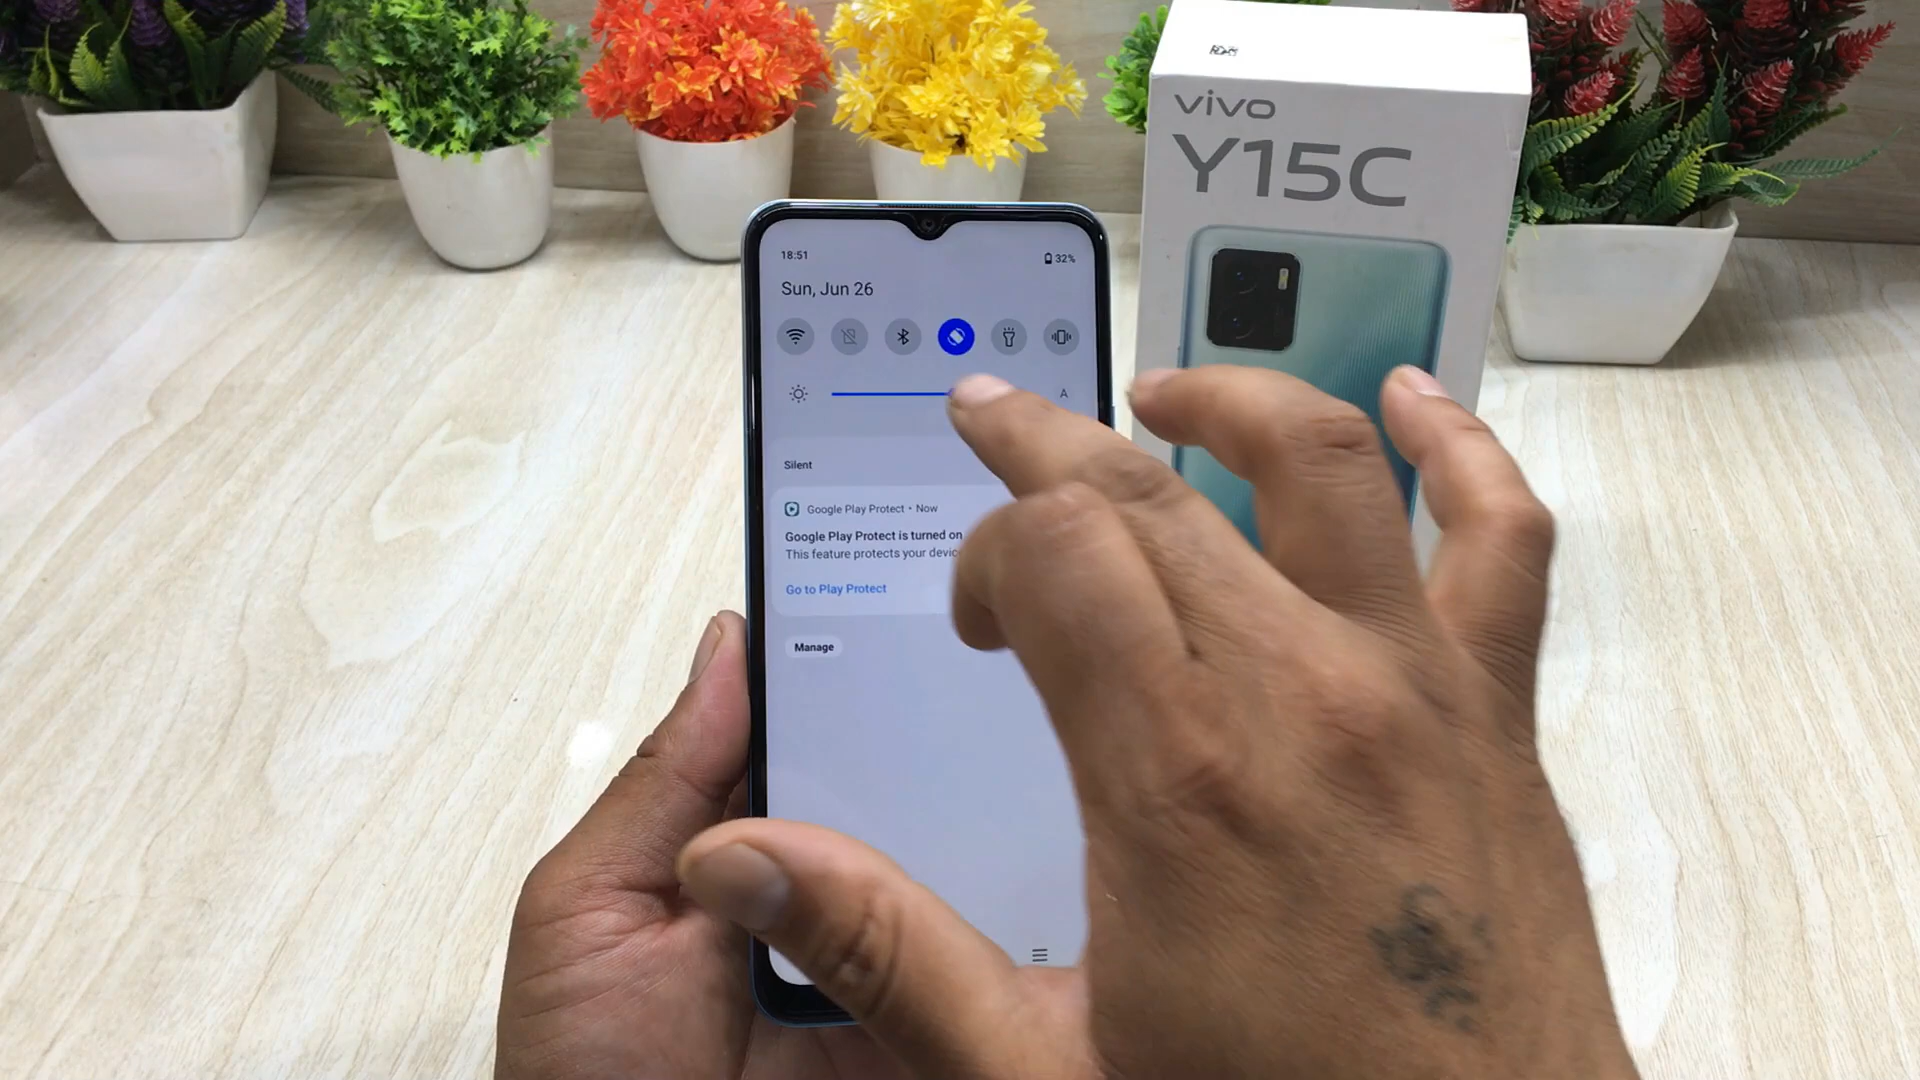 vivo
Y15C
18:51
32%
Sun, Jun 26
A
Silent
Google Play Protect • Now
Google Play Protect is turned on
This feature protects your
Go to Play Protect
Manage